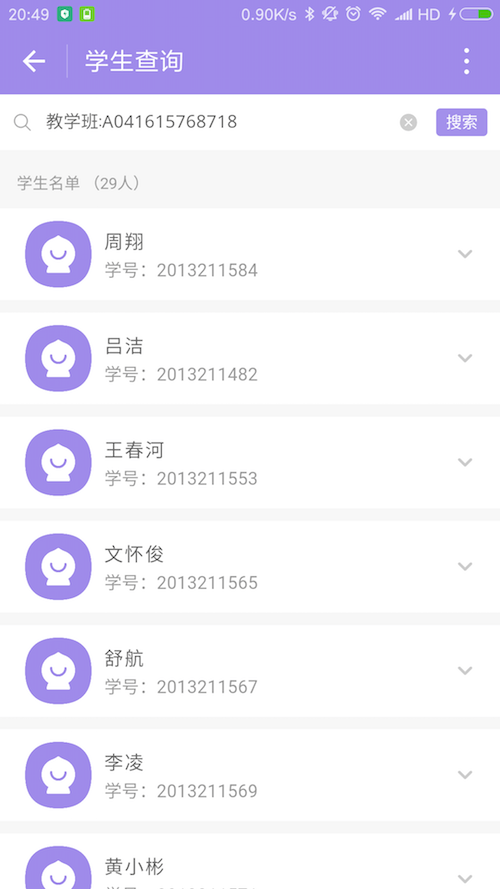 20:49 0.90K/s HD
学生查询
教学班:A041615768718 搜索
学生名单 （29人）
周翔
学号：2013211584
吕洁
学号：2013211482
王春河
学号：2013211553
文怀俊
学号：2013211565
舒航
学号：2013211567
李凌
学号：2013211569
黄小彬